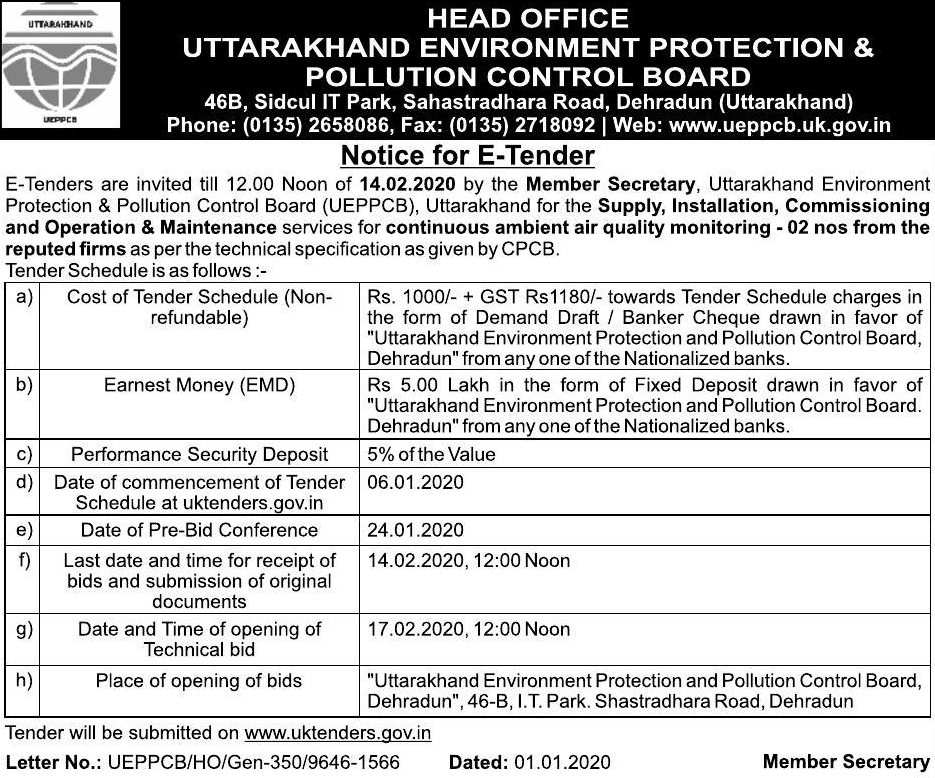 UTTARAKHAND
UEPPCB
HEAD OFFICE
UTTARAKHAND ENVIRONMENT PROTECTION &
POLLUTION CONTROL BOARD
46B, Sidcul IT Park, Sahastradhara Road, Dehradun (Uttarakhand)
Phone: (0135) 2658086, Fax: (0135) 2718092 | Web: www.ueppcb.uk.gov.in
Notice for E-Tender
E-Tenders are invited till 12.00 Noon of 14.02.2020 by the Member Secretary, Uttarakhand Environment
Protection & Pollution Control Board (UEPPCB), Uttarakhand for the Supply, Installation, Commissioning
and Operation & Maintenance services for continuous ambient air quality monitoring - 02 nos from the
reputed firms as per the technical specification as given by CPCB.
Tender Schedule is as follows :-
a) Cost of Tender Schedule (Non-
refundable)
Rs. 1000/- + GST Rs1180/- towards Tender Schedule charges in
the form of Demand Draft / Banker Cheque drawn in favor of
"Uttarakhand Environment Protection and Pollution Control Board,
Dehradun" from any one of the Nationalized banks.
b) Earnest Money (EMD)
Rs 5.00 Lakh in the form of Fixed Deposit drawn in favor of
"Uttarakhand Environment Protection and Pollution Control Board.
Dehradun" from any one of the Nationalized banks.
c) Performance Security Deposit 5% of the Value
d) Date of commencement of Tender
Schedule at uktenders.gov.in
06.01.2020
e) Date of Pre-Bid Conference 24.01.2020
f) Last date and time for receipt of
bids and submission of original
documents
14.02.2020, 12:00 Noon
g) Date and Time of opening of
Technical bid
17.02.2020, 12:00 Noon
h) Place of opening of bids
"Uttarakhand Environment Protection and Pollution Control Board,
Dehradun", 46-B, I.T. Park. Shastradhara Road, Dehradun
Tender will be submitted on www.uktenders.gov.in
Letter No.: UEPPCB/HO/Gen-350/9646-1566 Dated: 01.01.2020 Member Secretary